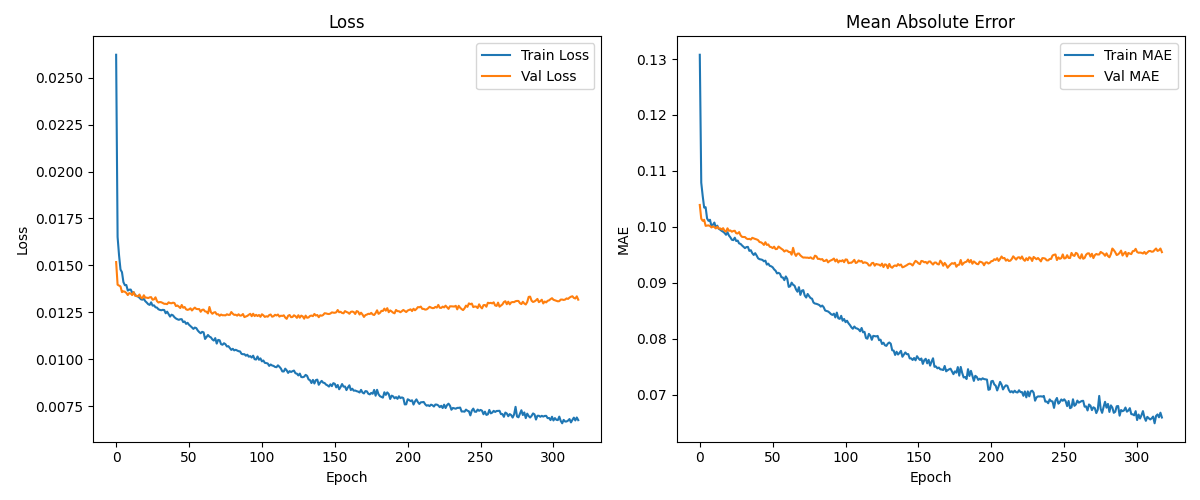 Loss
Train Loss
Val Loss
0.0250
0.0225
0.0200
0.0175
0.0150
0.0125
0.0100
0.0075
Loss
0 50 100 150 200 250 300
Epoch
Mean Absolute Error
Train MAE
Val MAE
0.13
0.12
0.11
0.10
0.09
0.08
0.07
MAE
0 50 100 150 200 250 300
Epoch